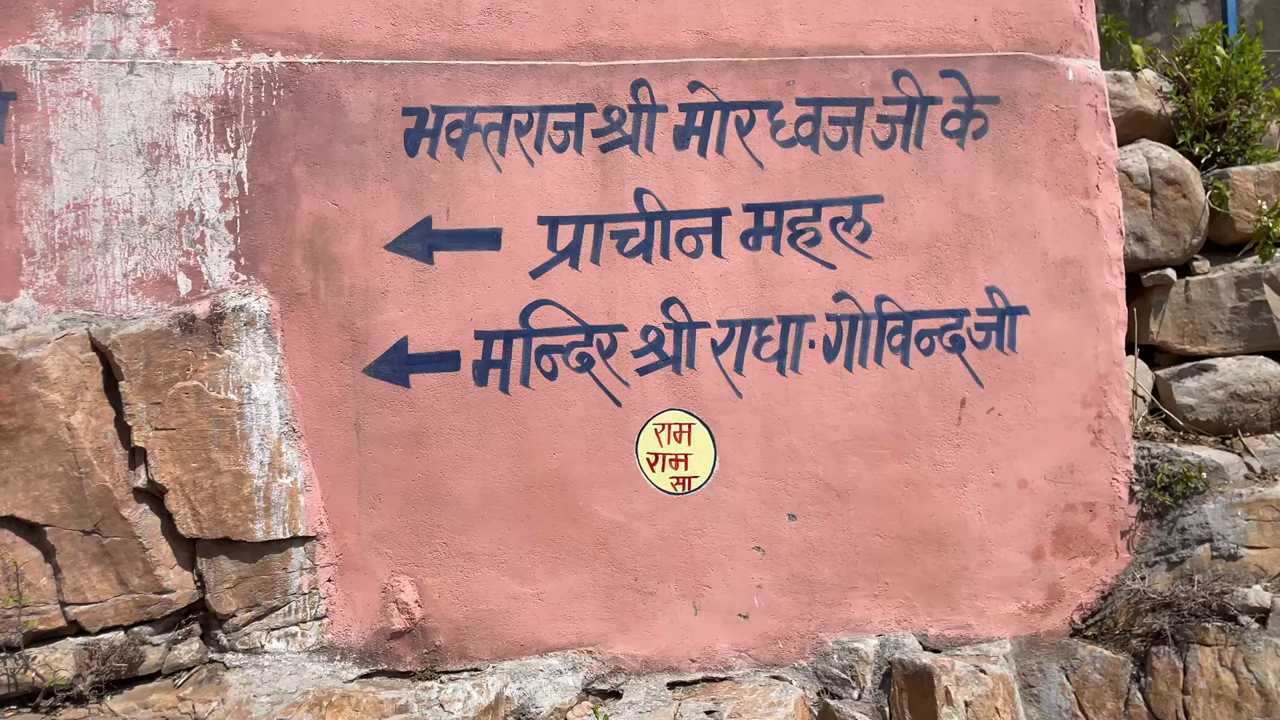 भक्तराज श्री मोरध्वज जी के
प्राचीन महल
मन्दिर श्री राधा·गोविन्द जी
राम
राम
सा